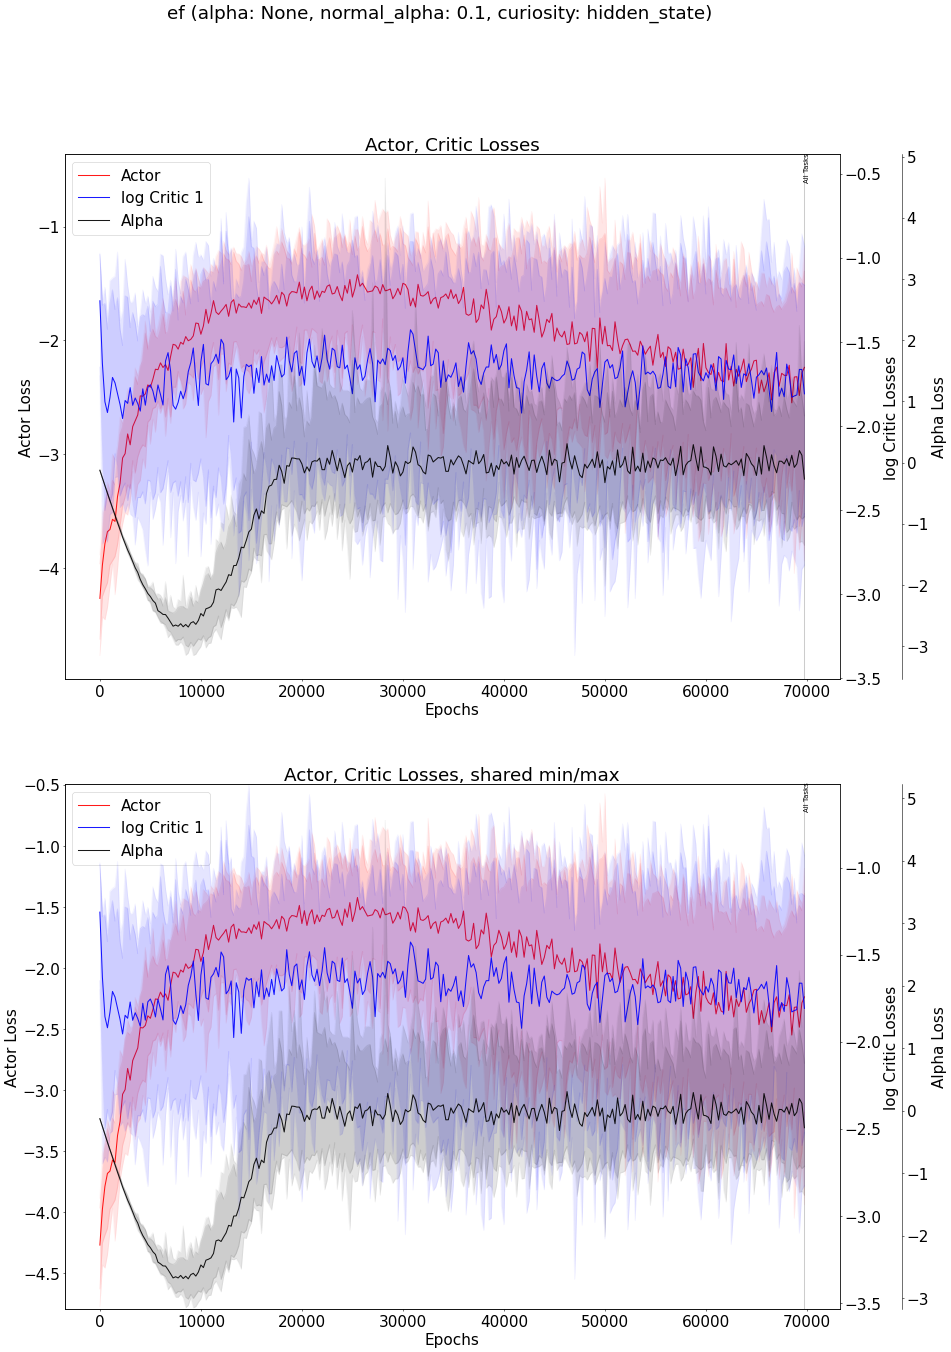 ef (alpha: None, normal_alpha: 0.1, curiosity: hidden_state)
Actor, Critic Losses
Actor
log Critic 1
Alpha
All Tasks
−1
−2
−3
−4
Actor Loss
−0.5
−1.0
−1.5
−2.0
−2.5
−3.0
−3.5
log Critic Losses
5
4
3
2
1
0
−1
−2
−3
Alpha Loss
0 10000 20000 30000 40000 50000 60000 70000
Epochs
Actor, Critic Losses, shared min/max
Actor
log Critic 1
Alpha
All Tasks
−0.5
−1.0
−1.5
−2.0
−2.5
−3.0
−3.5
−4.0
−4.5
Actor Loss
−1.0
−1.5
−2.0
−2.5
−3.0
−3.5
log Critic Losses
5
4
3
2
1
0
−1
−2
−3
Alpha Loss
0 10000 20000 30000 40000 50000 60000 70000
Epochs